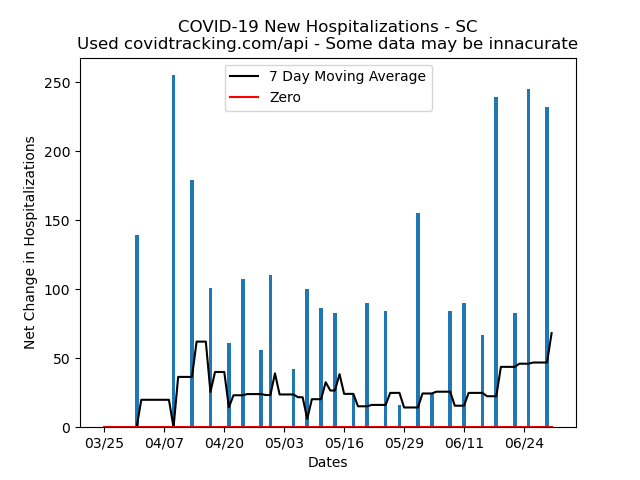 COVID-19 New Hospitalizations - SC
Used covidtracking.com/api - Some data may be innacurate
7 Day Moving Average
Zero
Net Change in Hospitalizations
250
200
150
100
50
0
03/25 04/07 04/20 05/03 05/16 05/29 06/11 06/24
Dates